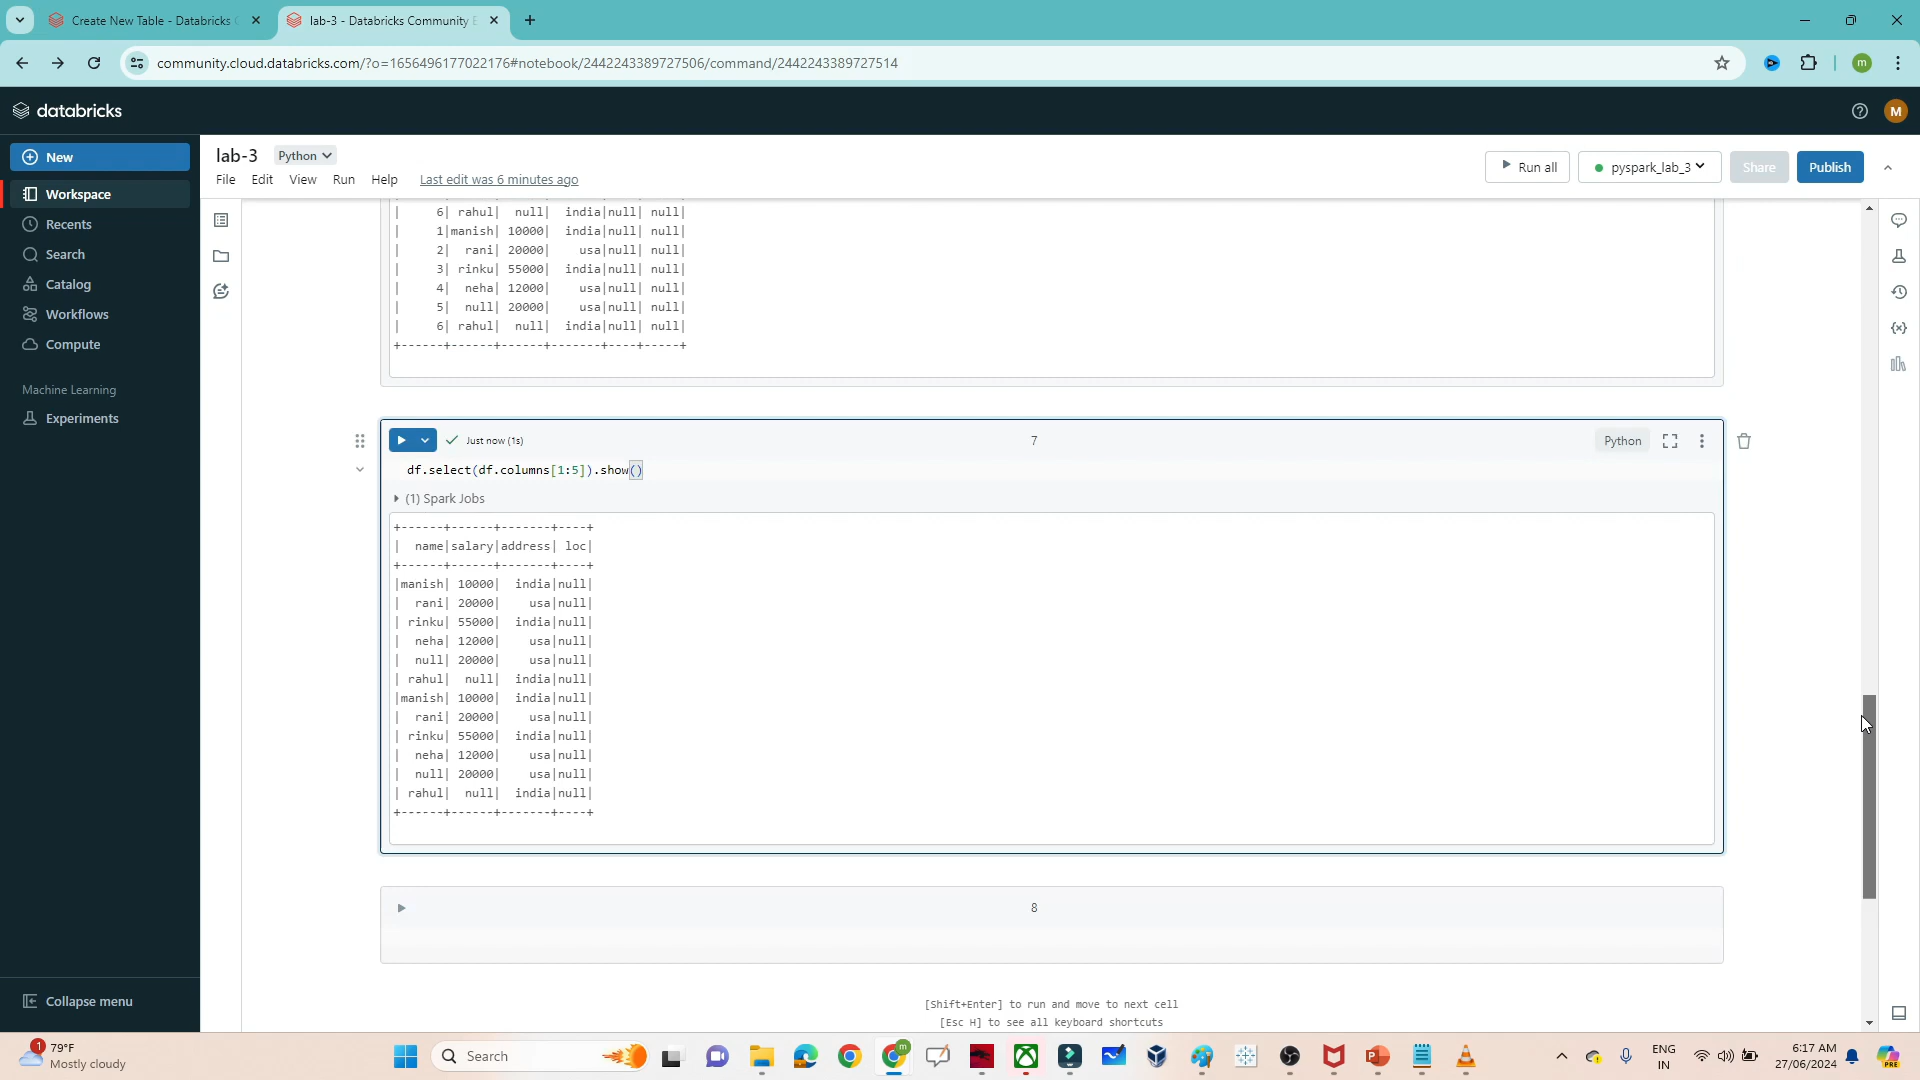 Create New Table - Databricks C
lab-3 - Databricks Community E
community.cloud.databricks.com/?o=1656496177022176#notebook/2442243389727506/command/2442243389727514
m
databricks
M
New
Workspace
Recents
Search
Catalog
Workflows
Compute
Machine Learning
Experiments
Collapse menu
lab-3 Python
File Edit View Run Help Last edit was 6 minutes ago
Run all
pyspark_lab_3
Share
Publish
| 6| rahul| null| india|null| null|
| 1|manish| 10000| india|null| null|
| 2| rani| 20000| usa|null| null|
| 3| rinku| 55000| india|null| null|
| 4| neha| 12000| usa|null| null|
| 5| null| 20000| usa|null| null|
| 6| rahul| null| india|null| null|
+------+------+------+-------+----+-----+
Just now (1s)
7
Python
df.select(df.columns[1:5]).show()
(1) Spark Jobs
+------+------+-------+----+
| name|salary|address| loc|
+------+------+-------+----+
|manish| 10000| india|null|
| rani| 20000| usa|null|
| rinku| 55000| india|null|
| neha| 12000| usa|null|
| null| 20000| usa|null|
| rahul| null| india|null|
|manish| 10000| india|null|
| rani| 20000| usa|null|
| rinku| 55000| india|null|
| neha| 12000| usa|null|
| null| 20000| usa|null|
| rahul| null| india|null|
+------+------+-------+----+
8
[Shift+Enter] to run and move to next cell
[Esc H] to see all keyboard shortcuts
1
79°F
Mostly cloudy
Search
m
ENG
IN
6:17 AM
27/06/2024
PRE